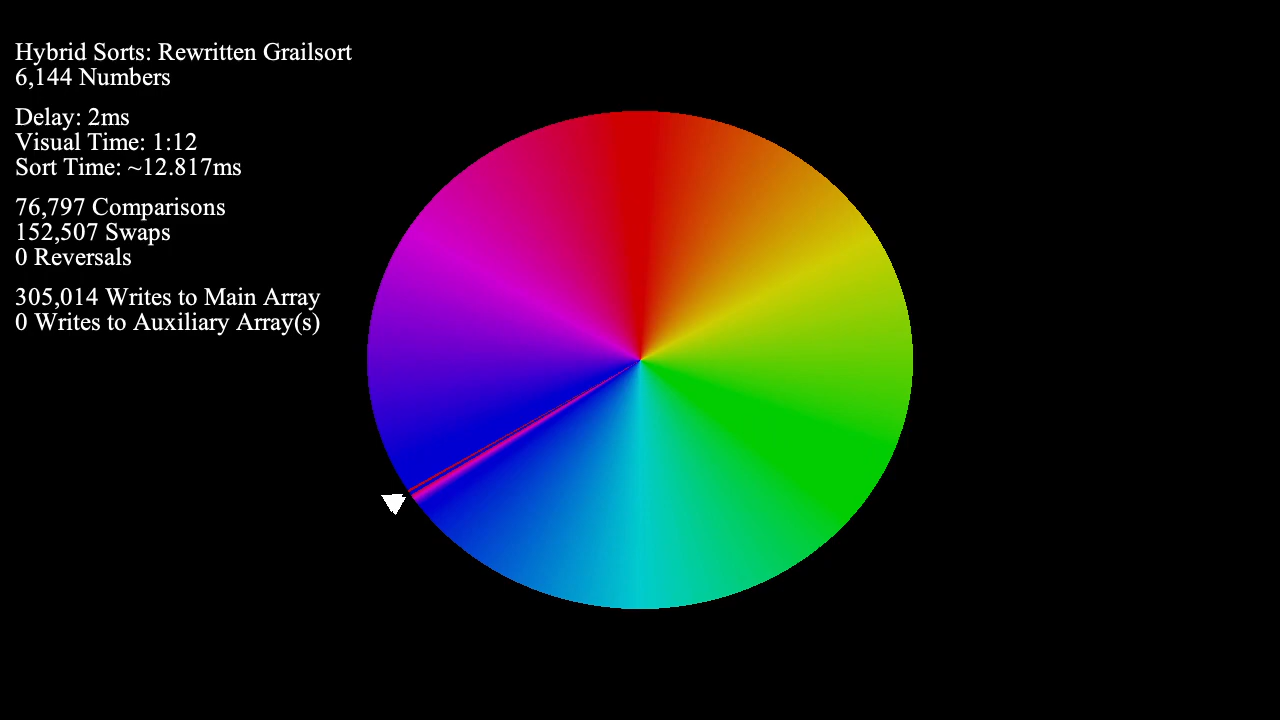 Hybrid Sorts: Rewritten Grailsort
6,144 Numbers
Delay: 2ms
Visual Time: 1:12
Sort Time: ~12.817ms
76,797 Comparisons
152,507 Swaps
0 Reversals
305,014 Writes to Main Array
0 Writes to Auxiliary Array(s)